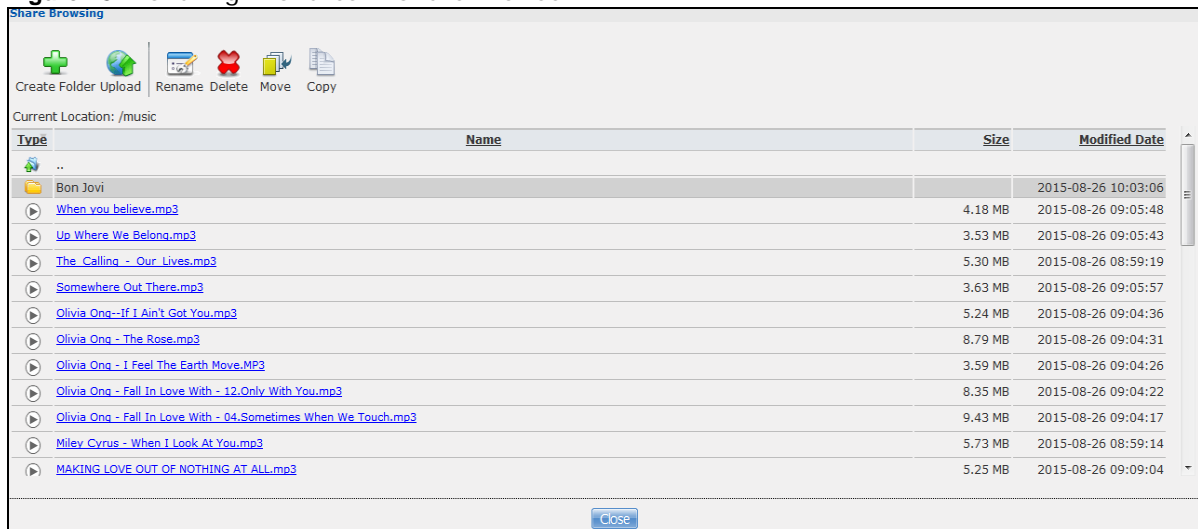 Share Browsing
Create Folder Upload Rename Delete Move Copy
Current Location: /music
Type Name Size Modified Date
..
Bon Jovi 2015-08-26 10:03:06
When you believe.mp3 4.18 MB 2015-08-26 09:05:48
Up Where We Belong.mp3 3.53 MB 2015-08-26 09:05:43
The_Calling_-_Our_Lives.mp3 5.30 MB 2015-08-26 08:59:19
Somewhere Out There.mp3 3.63 MB 2015-08-26 09:05:57
Olivia Ong--If I Ain't Got You.mp3 5.24 MB 2015-08-26 09:04:36
Olivia Ong - The Rose.mp3 8.79 MB 2015-08-26 09:04:31
Olivia Ong - I Feel The Earth Move.MP3 3.59 MB 2015-08-26 09:04:26
Olivia Ong - Fall In Love With - 12.Only With You.mp3 8.35 MB 2015-08-26 09:04:22
Olivia Ong - Fall In Love With - 04.Sometimes When We Touch.mp3 9.43 MB 2015-08-26 09:04:17
Miley Cyrus - When I Look At You.mp3 5.73 MB 2015-08-26 08:59:14
MAKING LOVE OUT OF NOTHING AT ALL.mp3 5.25 MB 2015-08-26 09:09:04
Close